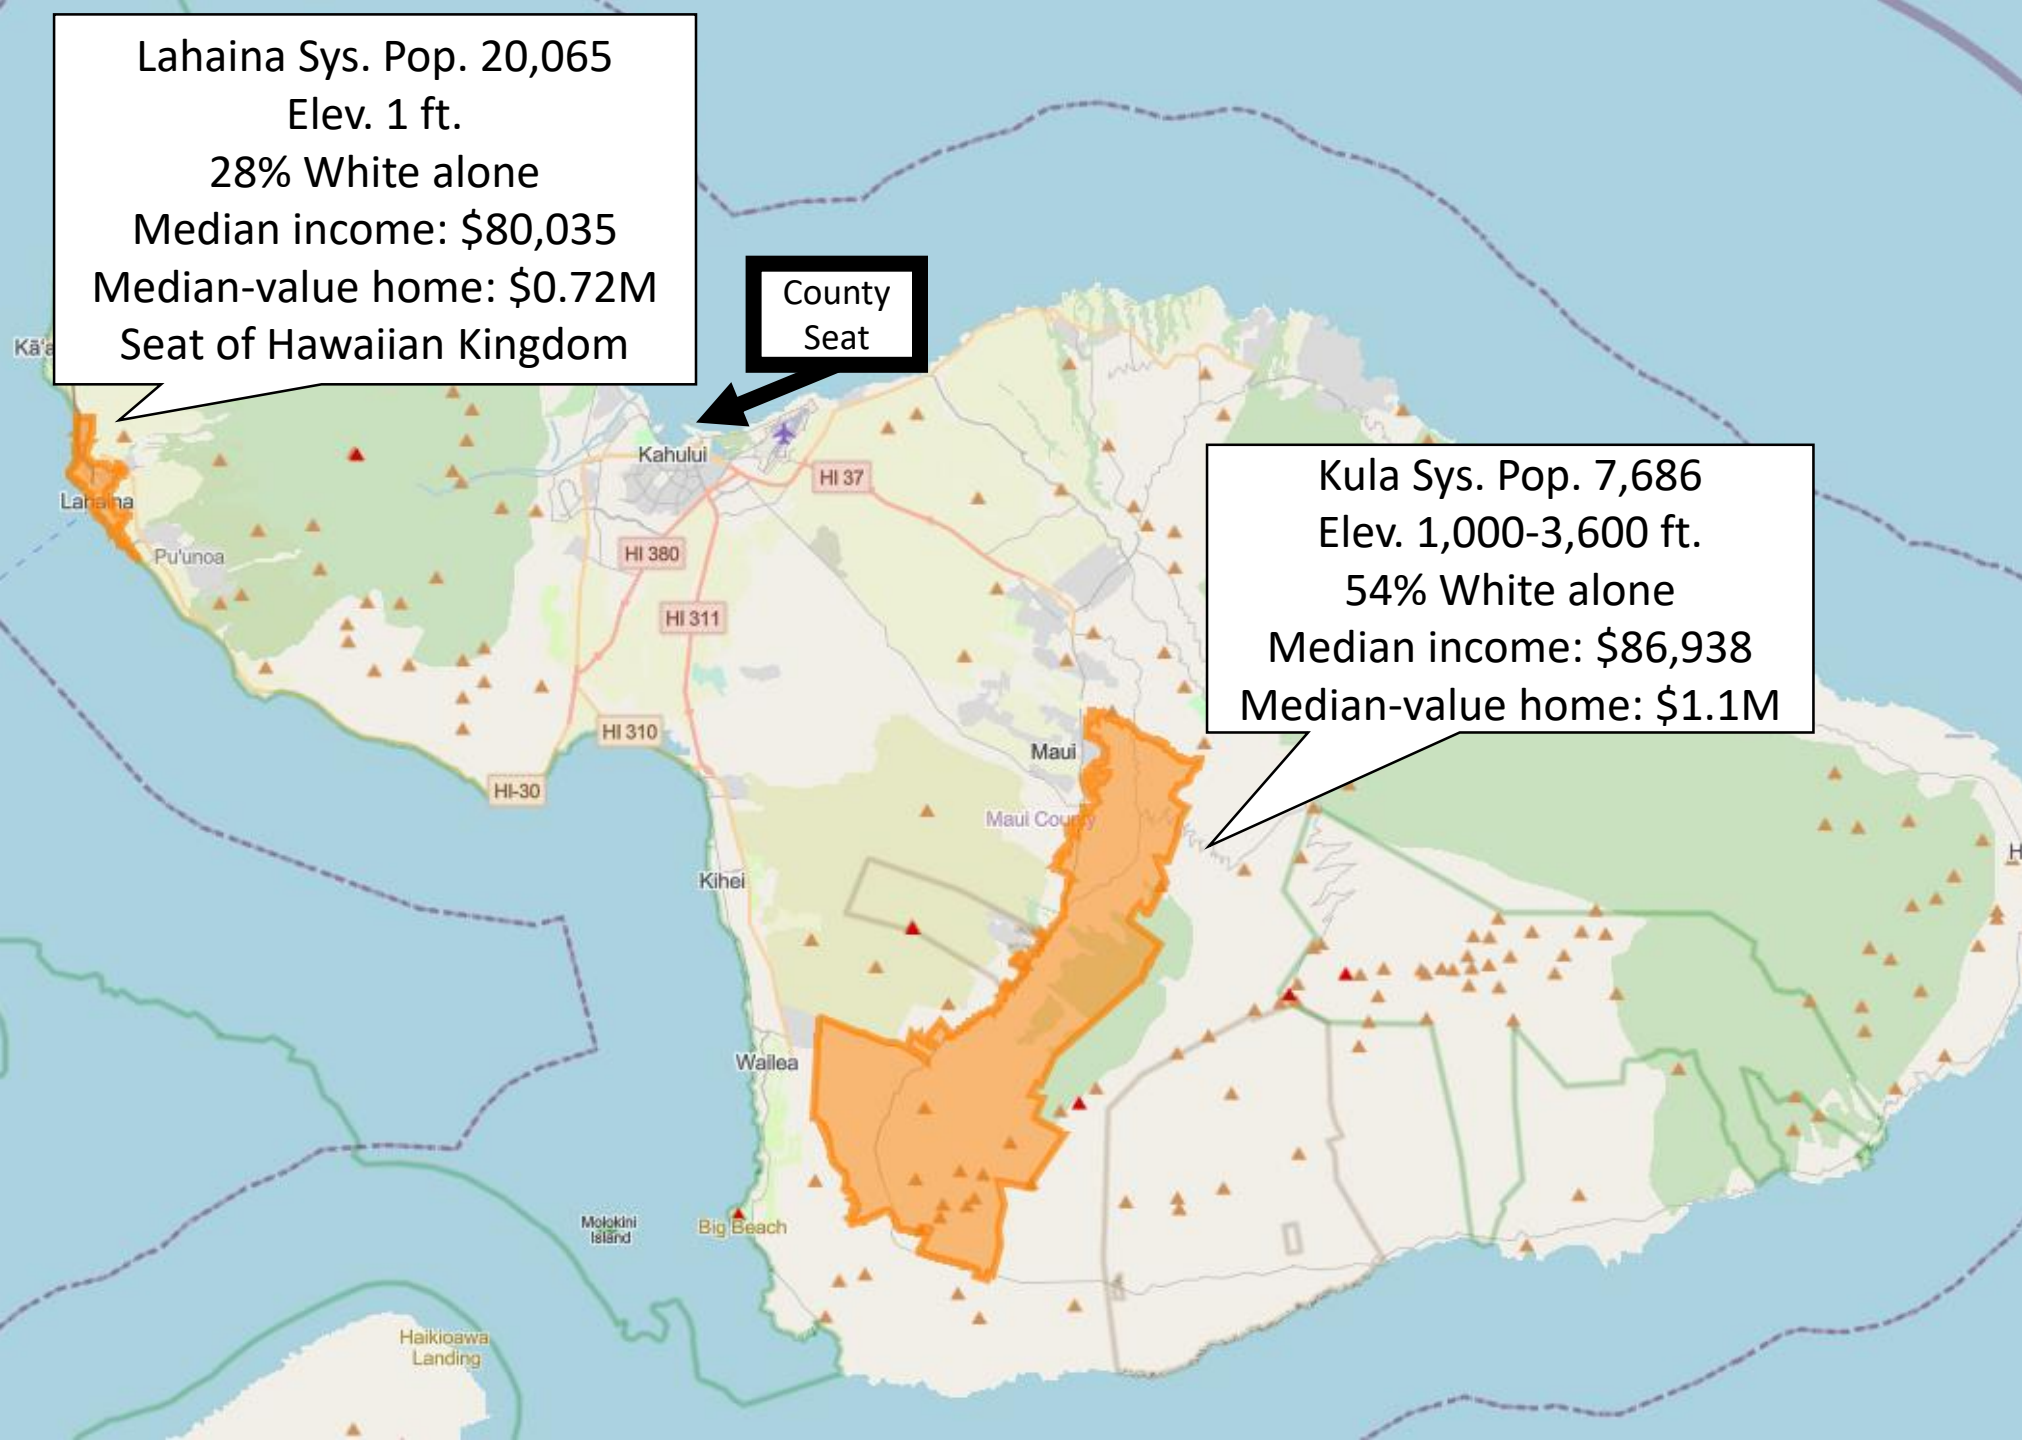 Lahaina Sys. Pop. 20,065
Elev. 1 ft.
28% White alone
Median income: $80,035
Median-value home: $0.72M
Seat of Hawaiian Kingdom
County
Seat
Kahului
HI 37
Lahaina
Pu'unoa
HI 380
HI 311
Kula Sys. Pop. 7,686
Elev. 1,000-3,600 ft.
54% White alone
Median income: $86,938
Median-value home: $1.1M
HI 310
Maui
HI-30
Maui County
Kihei
Wailea
Molokini
Island
Big Beach
Haikioawa
Landing